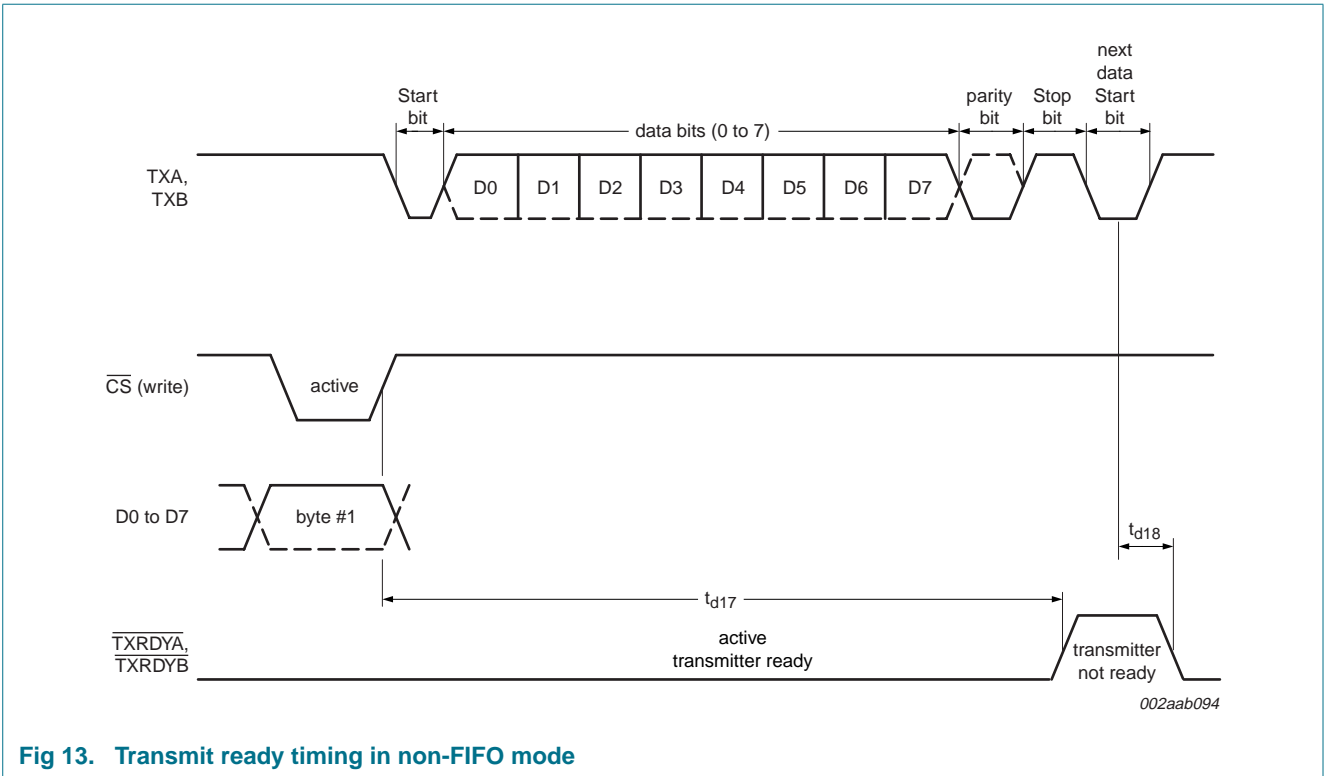 next
data
Start
bit
Start
bit
data bits (0 to 7)
parity
bit
Stop
bit
TXA,
TXB
D0 D1 D2 D3 D4 D5 D6 D7
CS (write)
active
D0 to D7
byte #1
td18
td17
TXRDYA,
TXRDYB
active
transmitter ready
transmitter
not ready
002aab094
Fig 13. Transmit ready timing in non-FIFO mode